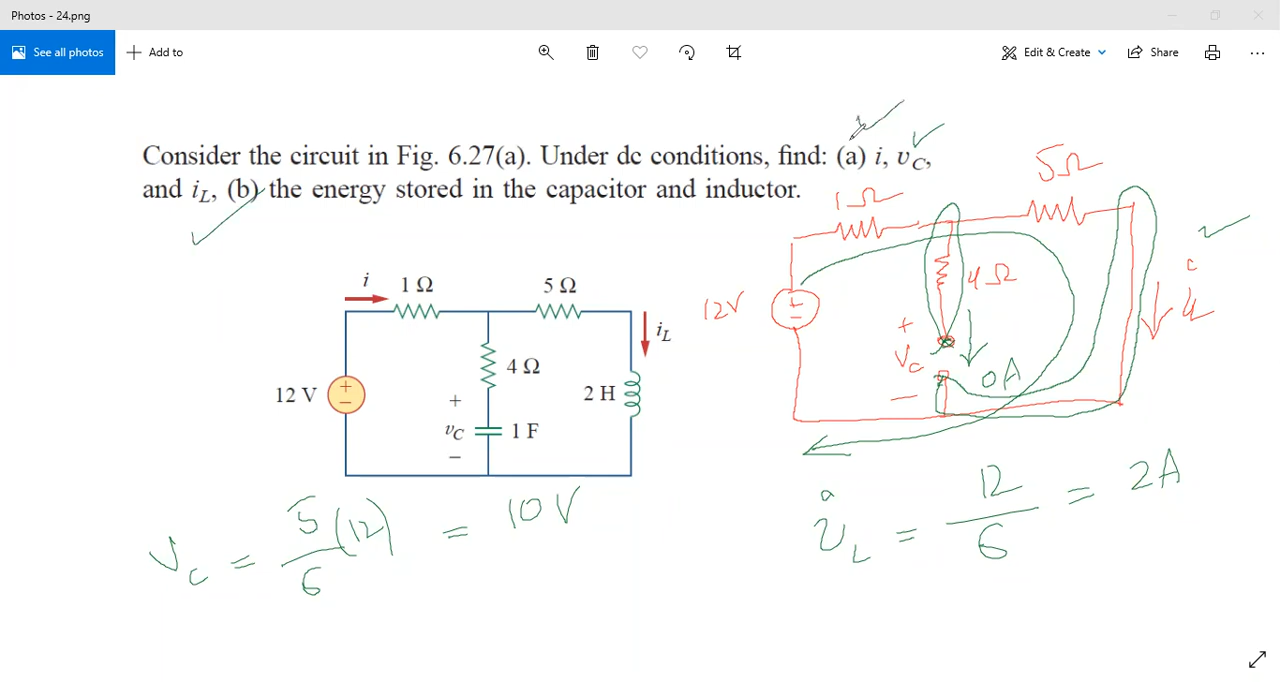 Photos - 24.png
See all photos
Add to
Edit & Create
Share
Consider the circuit in Fig. 6.27(a). Under dc conditions, find: (a) i, vC,
and iL, (b) the energy stored in the capacitor and inductor.
i
1 Ω
5 Ω
iL
4 Ω
12 V
+
2 H
vC
1 F
−
1Ω
5Ω
4Ω
12V
+
Vc
−
0A
iL
Vc = 5/6 (12) = 10V
iL = 12/6 = 2A